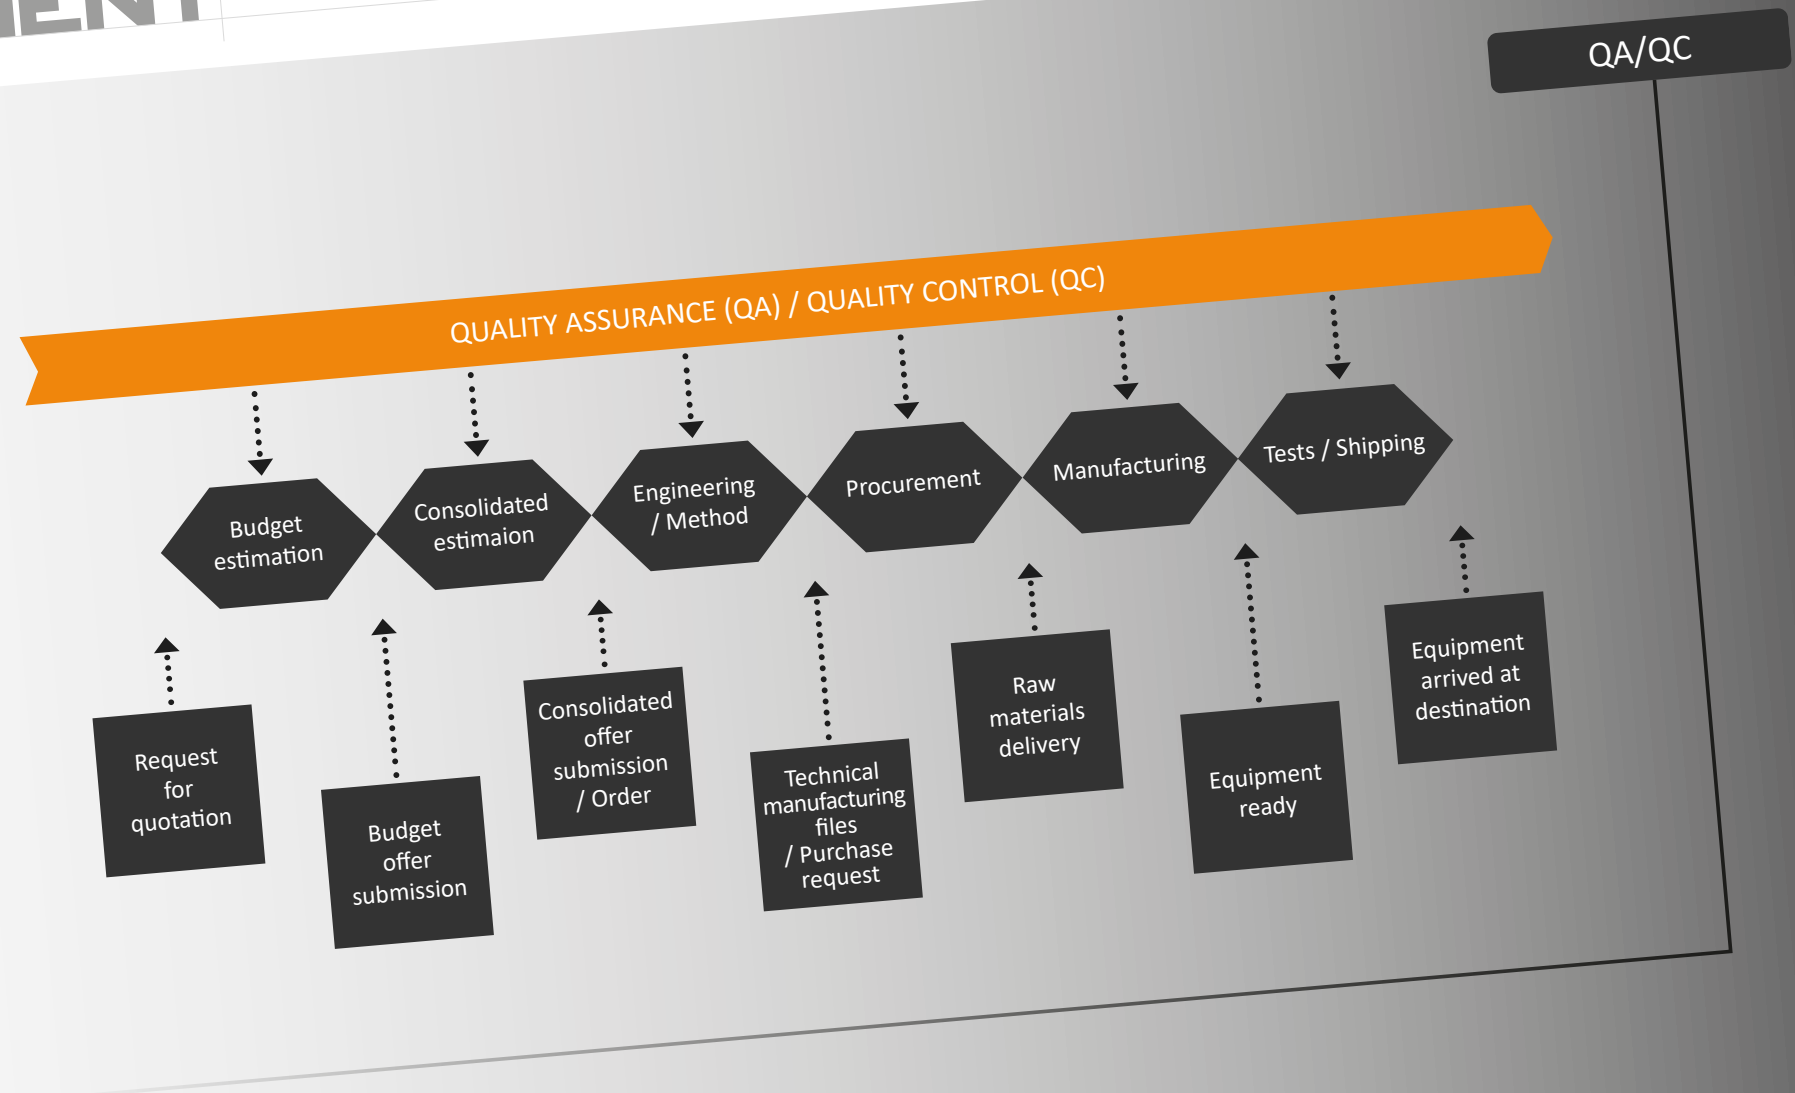 QA/QC
QUALITY ASSURANCE (QA) / QUALITY CONTROL (QC)
Budget
estimation
Consolidated
estimaion
Engineering
/ Method
Procurement
Manufacturing
Tests / Shipping
Request
for
quotation
Budget
offer
submission
Consolidated
offer
submission
/ Order
Technical
manufacturing
files
/ Purchase
request
Raw
materials
delivery
Equipment
ready
Equipment
arrived at
destination